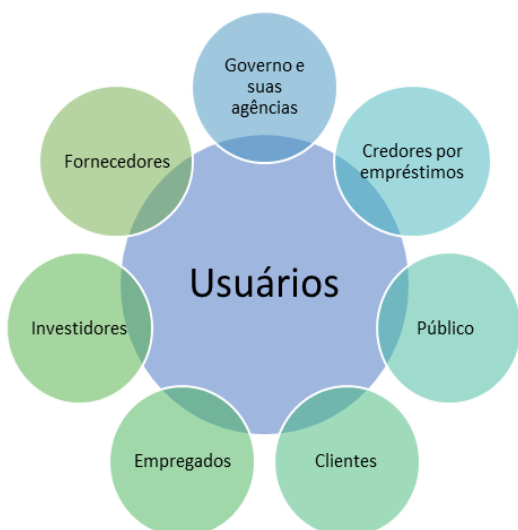 Governo e
suas
agências
Credores por
empréstimos
Público
Clientes
Empregados
Investidores
Fornecedores
Usuários